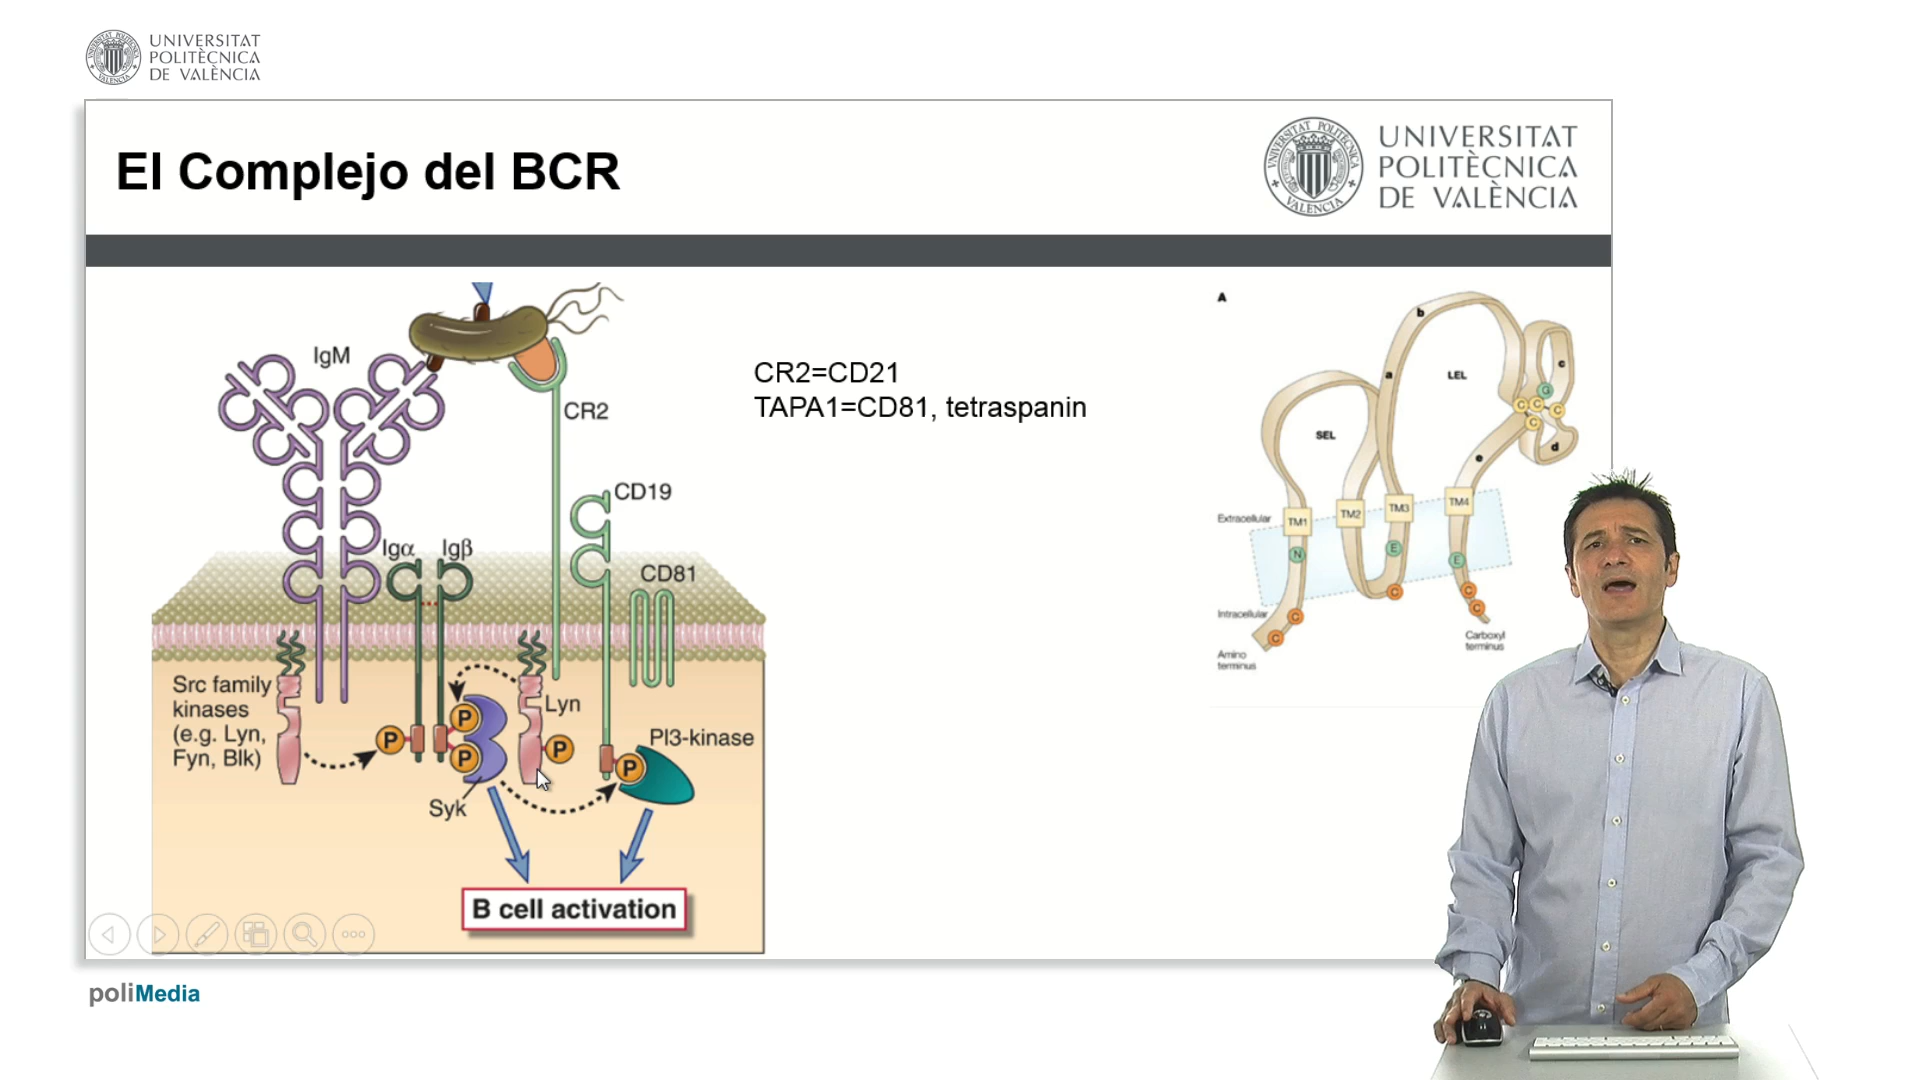 UNIVERSITAT
POLITÈCNICA
DE VALÈNCIA
El Complejo del BCR
UNIVERSITAT
POLITÈCNICA
DE VALÈNCIA
IgM
CR2
CD19
Igα
Igβ
CD81
Src family
kinases
(e.g. Lyn,
Fyn, Blk)
P
P
P
Syk
Lyn
P
P
PI3-kinase
B cell activation
CR2=CD21
TAPA1=CD81, tetraspanin
A
b
a
LEL
c
G
C
C
C
C
d
e
SEL
Extracellular
TM1
TM2
TM3
TM4
N
E
E
Intracellular
C
C
C
C
C
Amino
terminus
Carboxyl
terminus
poliMedia